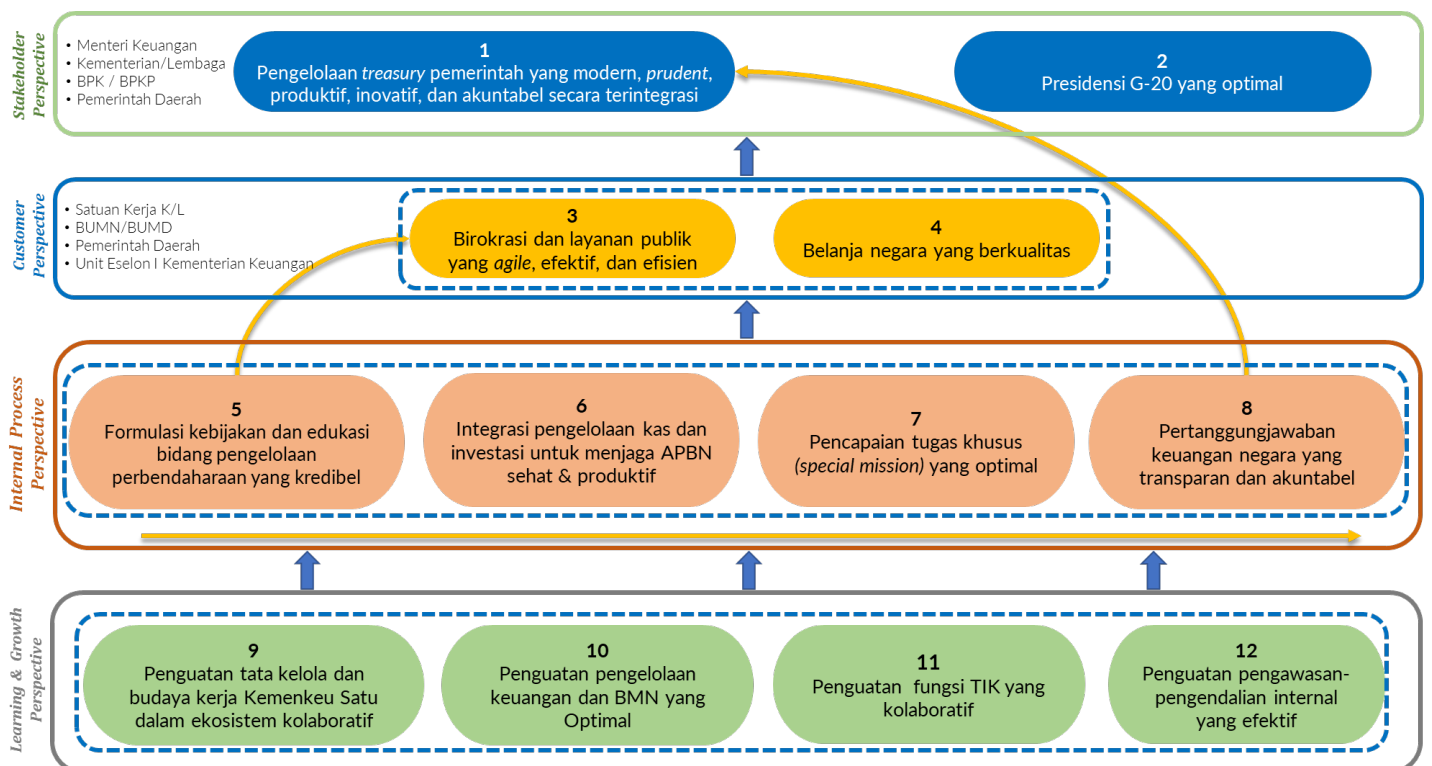 Stakeholder
Perspective
• Menteri Keuangan
• Kementerian/Lembaga
• BPK / BPKP
• Pemerintah Daerah
1
Pengelolaan treasury pemerintah yang modern, prudent,
produktif, inovatif, dan akuntabel secara terintegrasi
2
Presidensi G-20 yang optimal
Customer
Perspective
• Satuan Kerja K/L
• BUMN/BUMD
• Pemerintah Daerah
• Unit Eselon I Kementerian Keuangan
3
Birokrasi dan layanan publik
yang agile, efektif, dan efisien
4
Belanja negara yang berkualitas
Internal Process
Perspective
5
Formulasi kebijakan dan edukasi
bidang pengelolaan
perbendaharaan yang kredibel
6
Integrasi pengelolaan kas dan
investasi untuk menjaga APBN
sehat & produktif
7
Pencapaian tugas khusus
(special mission) yang optimal
8
Pertanggungjawaban
keuangan negara yang
transparan dan akuntabel
Learning & Growth
Perspective
9
Penguatan tata kelola dan
budaya kerja Kemenkeu Satu
dalam ekosistem kolaboratif
10
Penguatan pengelolaan
keuangan dan BMN yang
Optimal
11
Penguatan fungsi TIK yang
kolaboratif
12
Penguatan pengawasan-
pengendalian internal
yang efektif